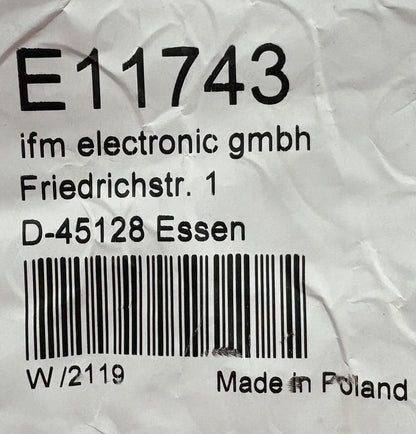 E11743
ifm electronic gmbh
Friedrichstr. 1
D-45128 Essen
W/2119
Made in Poland